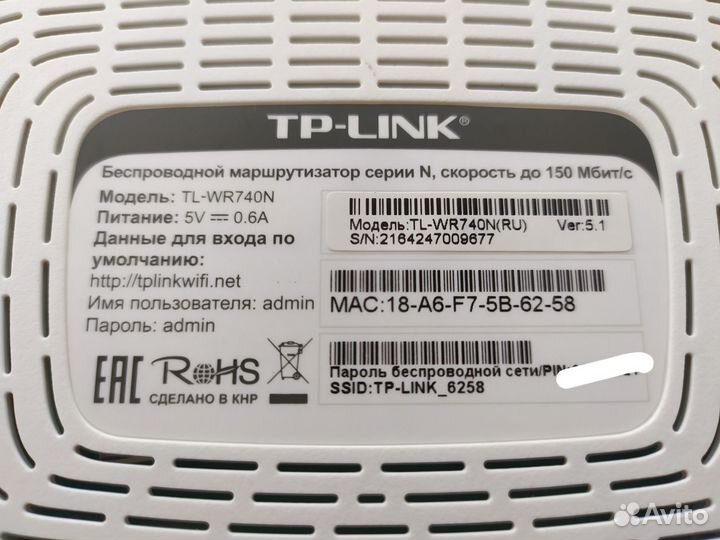 TP-LINK®
Беспроводной маршрутизатор серии N, скорость до 150 Мбит/с
Модель: TL-WR740N
Питание: 5V ⎓ 0.6A
Данные для входа по
умолчанию:
http://tplinkwifi.net
Имя пользователя: admin
Пароль: admin
Модель:TL-WR740N(RU) Ver:5.1
S/N:2164247009677
MAC:18-A6-F7-5B-62-58
Пароль беспроводной сети/PIN:
SSID:TP-LINK_6258
EAC RoHS
СДЕЛАНО В КНР
Avito